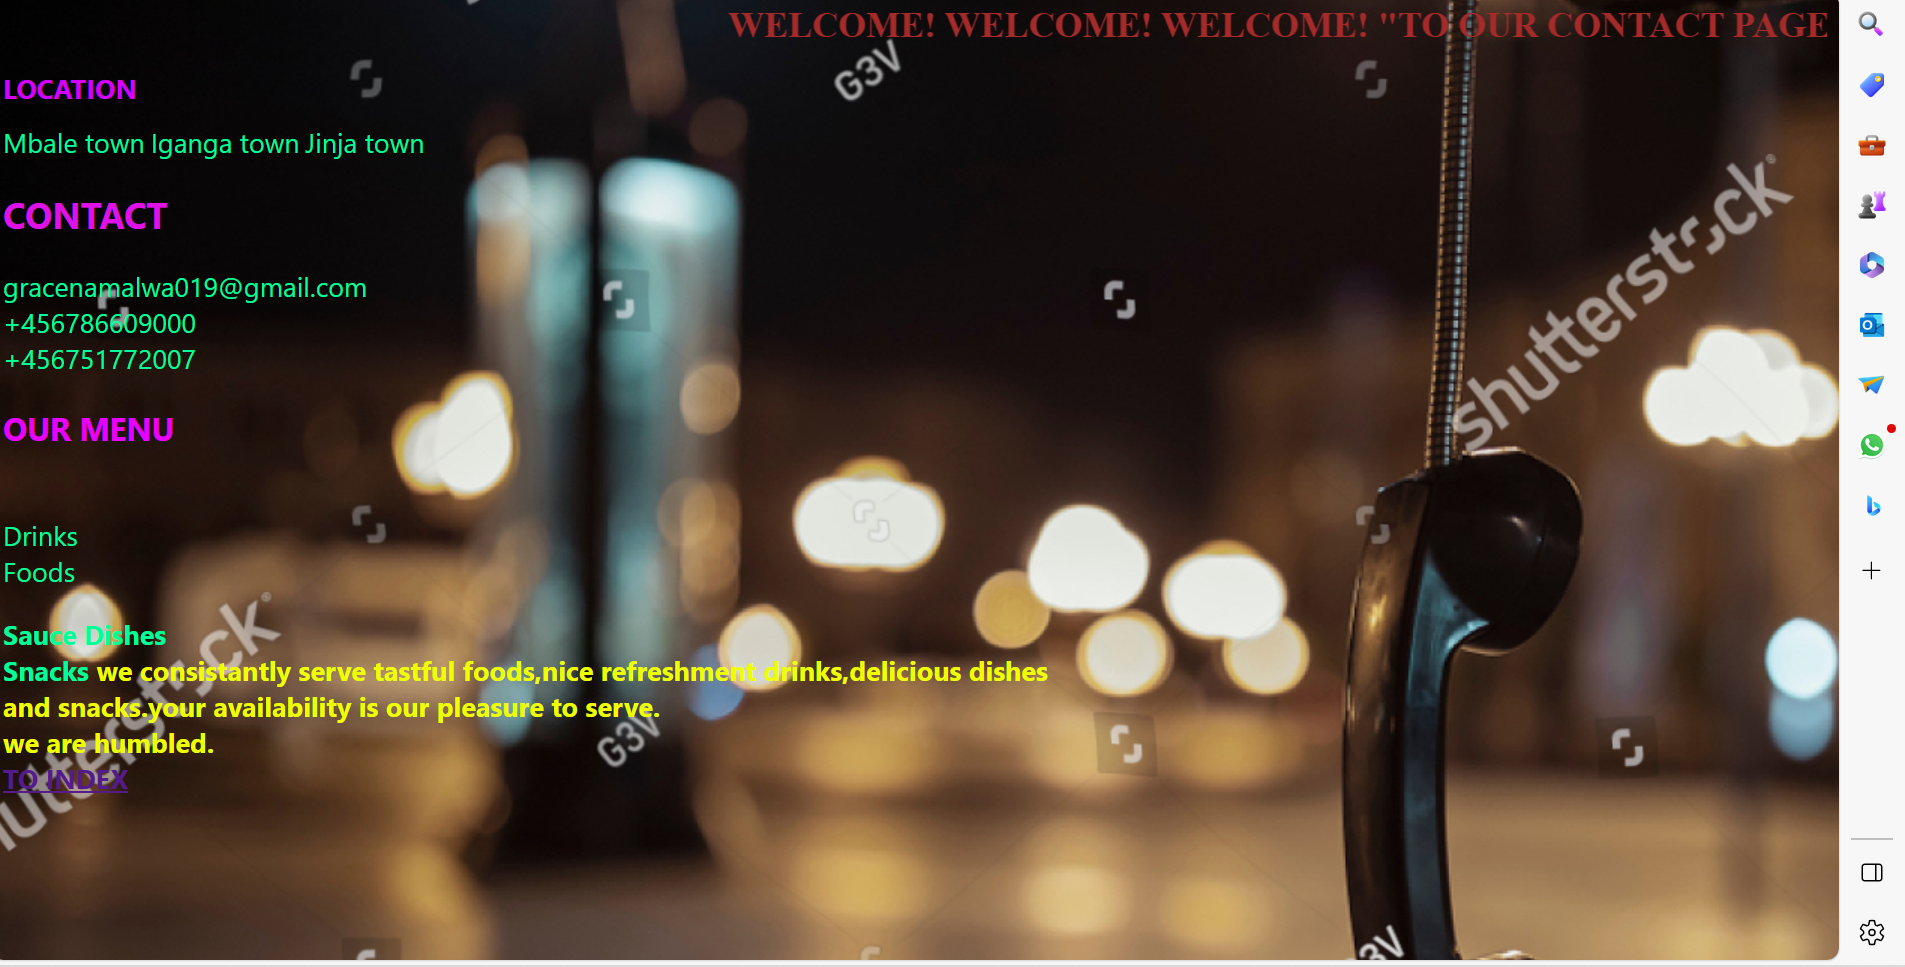 WELCOME! WELCOME! WELCOME! "TO OUR CONTACT PAGE
LOCATION
Mbale town Iganga town Jinja town
CONTACT
gracenamalwa019@gmail.com
+456786609000
+456751772007
OUR MENU
Drinks
Foods
Sauce Dishes
Snacks we consistantly serve tastful foods,nice refreshment drinks,delicious dishes
and snacks.your availability is our pleasure to serve.
we are humbled.
TO INDEX
G3V
shutterstock
shutterstock
G3V
G3V